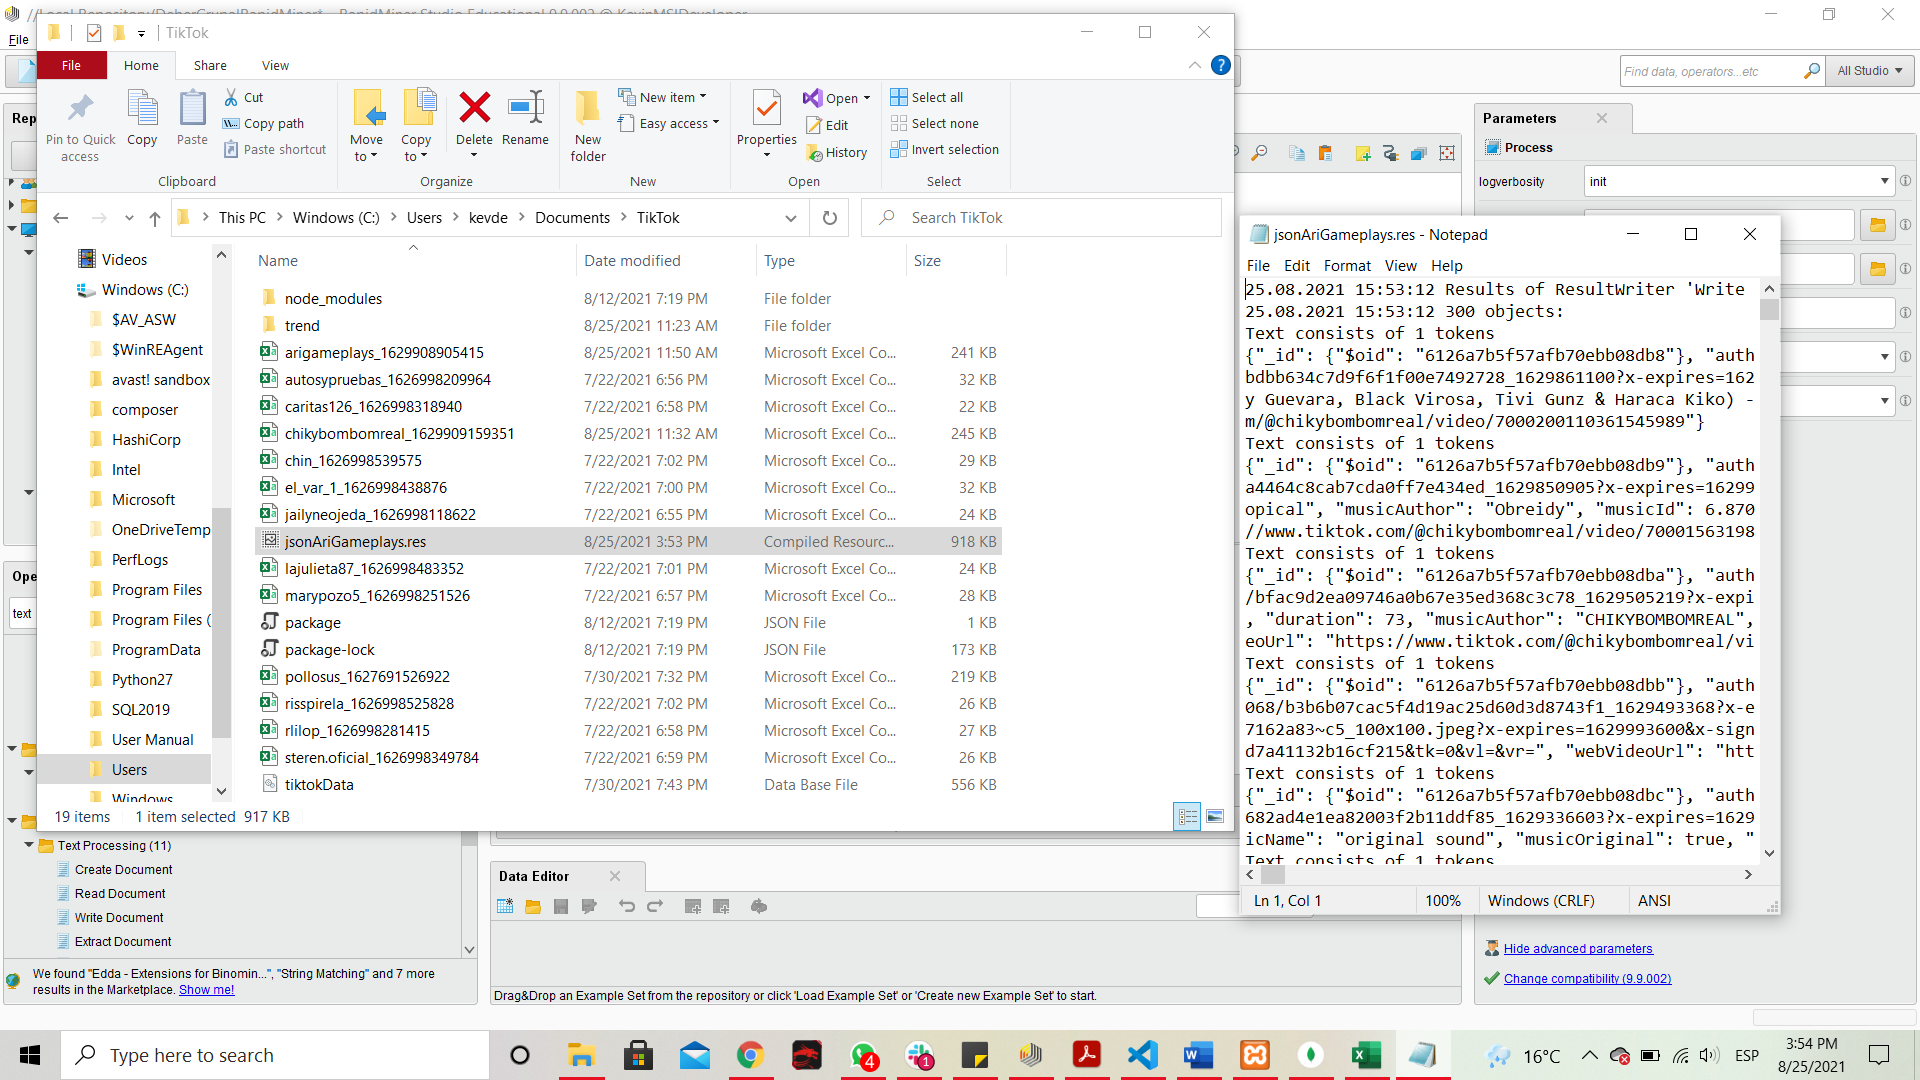 TikTok
File
File Home Share View
Pin to Quick access
Copy
Paste
Cut
Copy path
Paste shortcut
Clipboard
Move to
Copy to
Delete
Rename
Organize
New folder
New item
Easy access
New
Properties
Open
Edit
History
Open
Select all
Select none
Invert selection
Select
This PC Windows (C:) Users kevde Documents TikTok
Search TikTok
Videos
Windows (C:)
$AV_ASW
$WinREAgent
avast! sandbox
composer
HashiCorp
Intel
Microsoft
OneDriveTemp
PerfLogs
Program Files
Program Files (
ProgramData
Python27
SQL2019
User Manual
Users
Windows
Name Date modified Type Size
node_modules 8/12/2021 7:19 PM File folder
trend 8/25/2021 11:23 AM File folder
arigameplays_1629908905415 8/25/2021 11:50 AM Microsoft Excel Co... 241 KB
autosypruebas_1626998209964 7/22/2021 6:56 PM Microsoft Excel Co... 32 KB
caritas126_1626998318940 7/22/2021 6:58 PM Microsoft Excel Co... 22 KB
chikybombomreal_1629909159351 8/25/2021 11:32 AM Microsoft Excel Co... 245 KB
chin_1626998539575 7/22/2021 7:02 PM Microsoft Excel Co... 29 KB
el_var_1_1626998438876 7/22/2021 7:00 PM Microsoft Excel Co... 32 KB
jailyneojeda_1626998118622 7/22/2021 6:55 PM Microsoft Excel Co... 24 KB
jsonAriGameplays.res 8/25/2021 3:53 PM Compiled Resourc... 918 KB
lajulieta87_1626998483352 7/22/2021 7:01 PM Microsoft Excel Co... 24 KB
marypozo5_1626998251526 7/22/2021 6:57 PM Microsoft Excel Co... 28 KB
package 8/12/2021 7:19 PM JSON File 1 KB
package-lock 8/12/2021 7:19 PM JSON File 173 KB
pollosus_1627691526922 7/30/2021 7:32 PM Microsoft Excel Co... 219 KB
risspirela_1626998525828 7/22/2021 7:02 PM Microsoft Excel Co... 26 KB
rlilop_1626998281415 7/22/2021 6:58 PM Microsoft Excel Co... 27 KB
steren.oficial_1626998349784 7/22/2021 6:59 PM Microsoft Excel Co... 26 KB
tiktokData 7/30/2021 7:43 PM Data Base File 556 KB
19 items 1 item selected 917 KB
Rep
Ope
text
Text Processing (11)
Create Document
Read Document
Write Document
Extract Document
We found "Edda - Extensions for Binomin...", "String Matching" and 7 more
results in the Marketplace. Show me!
Data Editor
Drag&Drop an Example Set from the repository or click 'Load Example Set' or 'Create new Example Set' to start.
Find data, operators...etc
All Studio
Parameters
Process
logverbosity init
Hide advanced parameters
Change compatibility (9.9.002)
jsonAriGameplays.res - Notepad
File Edit Format View Help
25.08.2021 15:53:12 Results of ResultWriter 'Write
25.08.2021 15:53:12 300 objects:
Text consists of 1 tokens
{"_id": {"$oid": "6126a7b5f57afb70ebb08db8"}, "auth
bdbb634c7d9f6f1f00e7492728_1629861100?x-expires=162
y Guevara, Black Virosa, Tivi Gunz & Haraca Kiko) -
m/@chikybombomreal/video/7000200110361545989"}
Text consists of 1 tokens
{"_id": {"$oid": "6126a7b5f57afb70ebb08db9"}, "auth
a4464c8cab7cda0ff7e434ed_1629850905?x-expires=16299
opical", "musicAuthor": "Obreidy", "musicId": 6.870
//www.tiktok.com/@chikybombomreal/video/70001563198
Text consists of 1 tokens
{"_id": {"$oid": "6126a7b5f57afb70ebb08dba"}, "auth
/bfac9d2ea09746a0b67e35ed368c3c78_1629505219?x-expi
, "duration": 73, "musicAuthor": "CHIKYBOMBOMREAL",
eoUrl": "https://www.tiktok.com/@chikybombomreal/vi
Text consists of 1 tokens
{"_id": {"$oid": "6126a7b5f57afb70ebb08dbb"}, "auth
068/b3b6b07cac5f4d19ac25d60d3d8743f1_1629493368?x-e
7162a83~c5_100x100.jpeg?x-expires=1629993600&x-sign
d7a41132b16cf215&tk=0&vl=&vr=", "webVideoUrl": "htt
Text consists of 1 tokens
{"_id": {"$oid": "6126a7b5f57afb70ebb08dbc"}, "auth
682ad4e1ea82003f2b11ddf85_1629336603?x-expires=1629
icName": "original sound", "musicOriginal": true, "
Text consists of 1 tokens
Ln 1, Col 1 100% Windows (CRLF) ANSI
Type here to search
4
1
16°C
ESP
3:54 PM
8/25/2021